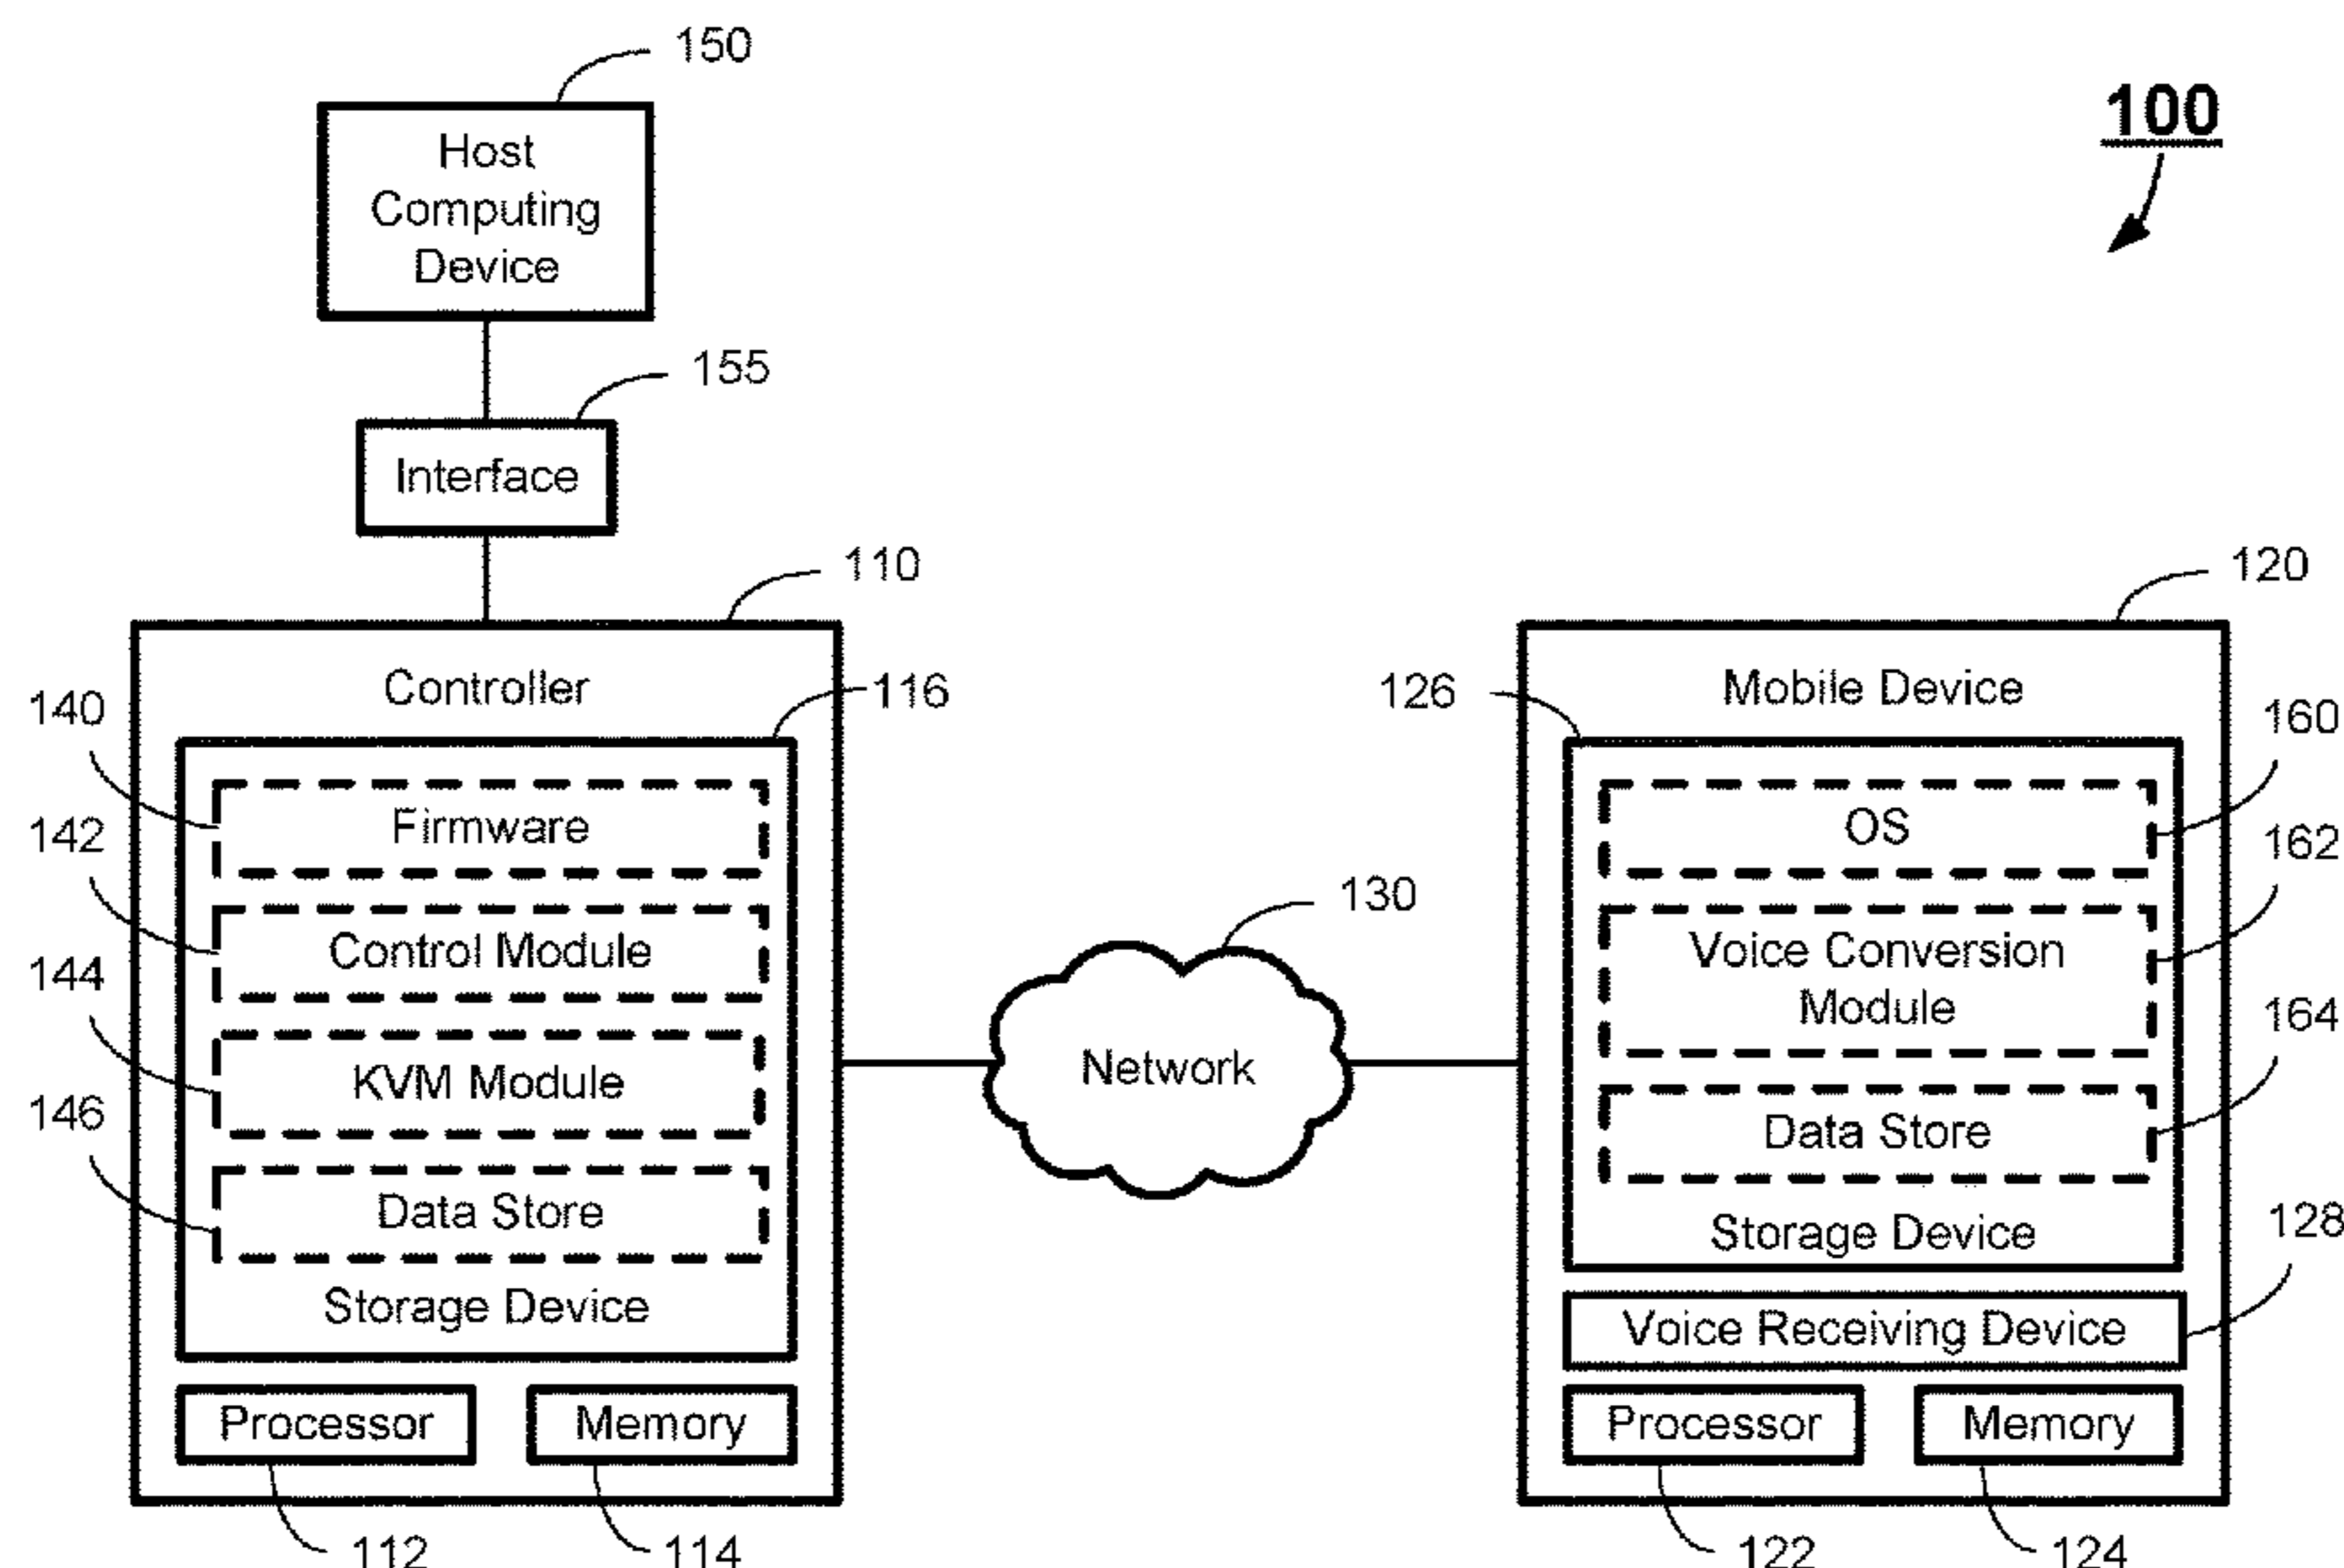 150
100
Host
Computing
Device
155
Interface
110
120
Controller
116
126
Mobile Device
140
160
Firmware
OS
142
162
130
Control Module
Voice Conversion
Module
144
164
KVM Module
Network
146
Data Store
Data Store
Storage Device
128
Storage Device
Voice Receiving Device
Processor
Memory
Processor
Memory
112
114
122
124